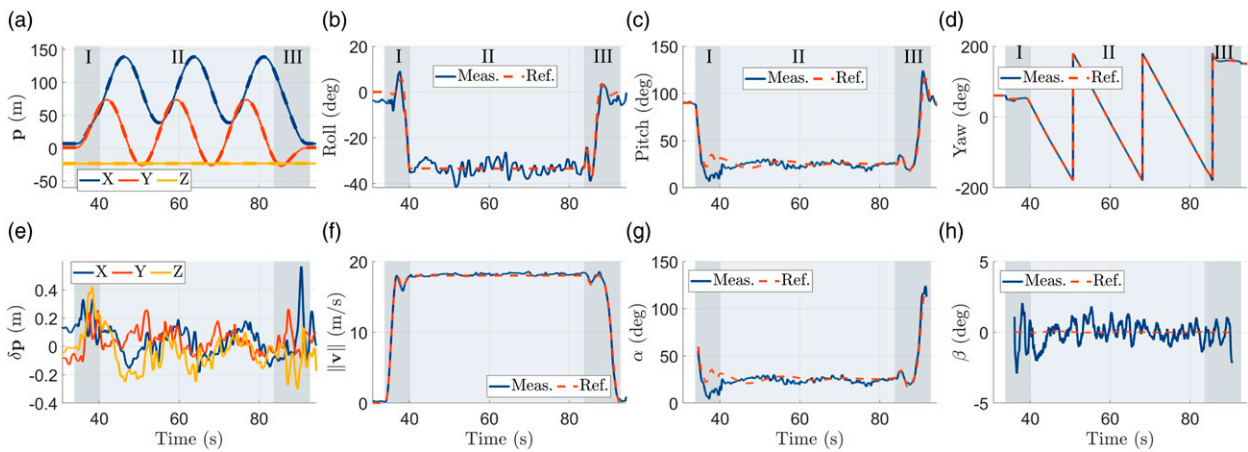 (a)
I II III
150
100
50
0
-50
p (m)
X Y Z
40 60 80
(b)
I II III
20
0
-20
-40
Roll (deg)
Meas. Ref.
40 60 80
(c)
I II III
150
100
50
0
Pitch (deg)
Meas. Ref.
40 60 80
(d)
I II III
200
0
-200
Yaw (deg)
Meas. Ref.
40 60 80
(e)
0.4
0.2
0
-0.2
-0.4
δp (m)
X Y Z
40 60 80
Time (s)
(f)
20
10
0
||v|| (m/s)
Meas. Ref.
40 60 80
Time (s)
(g)
150
100
50
0
α (deg)
Meas. Ref.
40 60 80
Time (s)
(h)
5
0
-5
β (deg)
Meas. Ref.
40 60 80
Time (s)